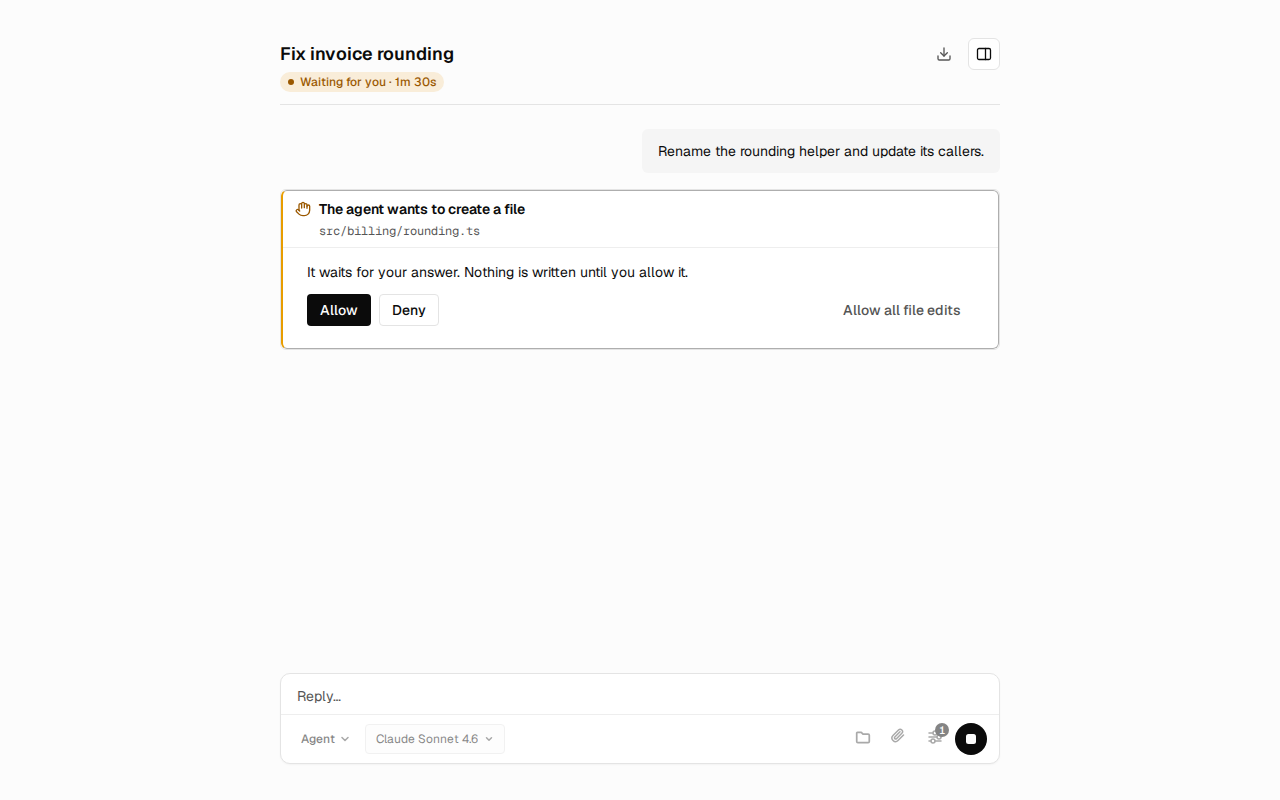 Fix invoice rounding
Waiting for you · 1m 30s
Rename the rounding helper and update its callers.
The agent wants to create a file
src/billing/rounding.ts
It waits for your answer. Nothing is written until you allow it.
Allow
Deny
Allow all file edits
Reply…
Agent
Claude Sonnet 4.6
1